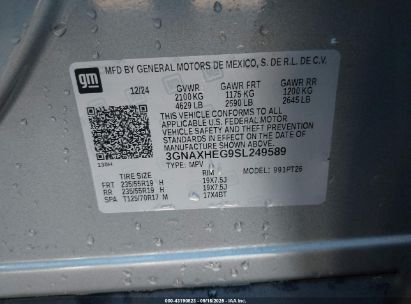 gm
MFD BY GENERAL MOTORS DE MEXICO, S. DE R.L. DE C.V.
12/24 GVWR GAWR FRT GAWR RR
2100 KG 1175 KG 1200 KG
4629 LB 2590 LB 2645 LB
THIS VEHICLE CONFORMS TO ALL
APPLICABLE U.S. FEDERAL MOTOR
VEHICLE SAFETY STANDARDS IN
EFFECT ON THE DATE OF
MANUFACTURE SHOWN ABOVE.
3GNAXHEG9SL249589
TYPE: MPV MODEL: 991PT26
TIRE SIZE RIM
FRT 235/55R19 H 19X7.5J
RR 235/55R19 H 19X7.5J
SPA T125/70R17 M 17X4BT